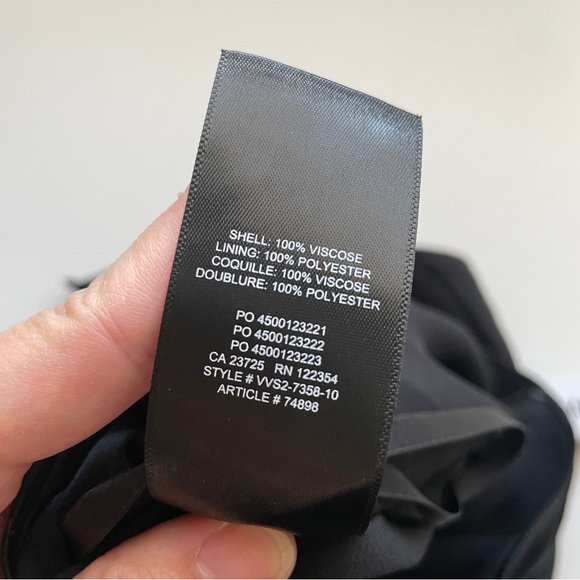 SHELL: 100% VISCOSE
LINING: 100% POLYESTER
COQUILLE: 100% VISCOSE
DOUBLURE: 100% POLYESTER
PO 4500123221
PO 4500123222
PO 4500123223
CA 23725 RN 122354
STYLE # VVS2-7358-10
ARTICLE # 74898